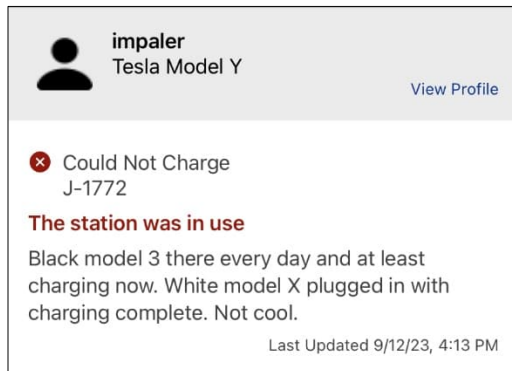 impaler
Tesla Model Y
View Profile
Could Not Charge
J-1772
The station was in use
Black model 3 there every day and at least
charging now. White model X plugged in with
charging complete. Not cool.
Last Updated 9/12/23, 4:13 PM